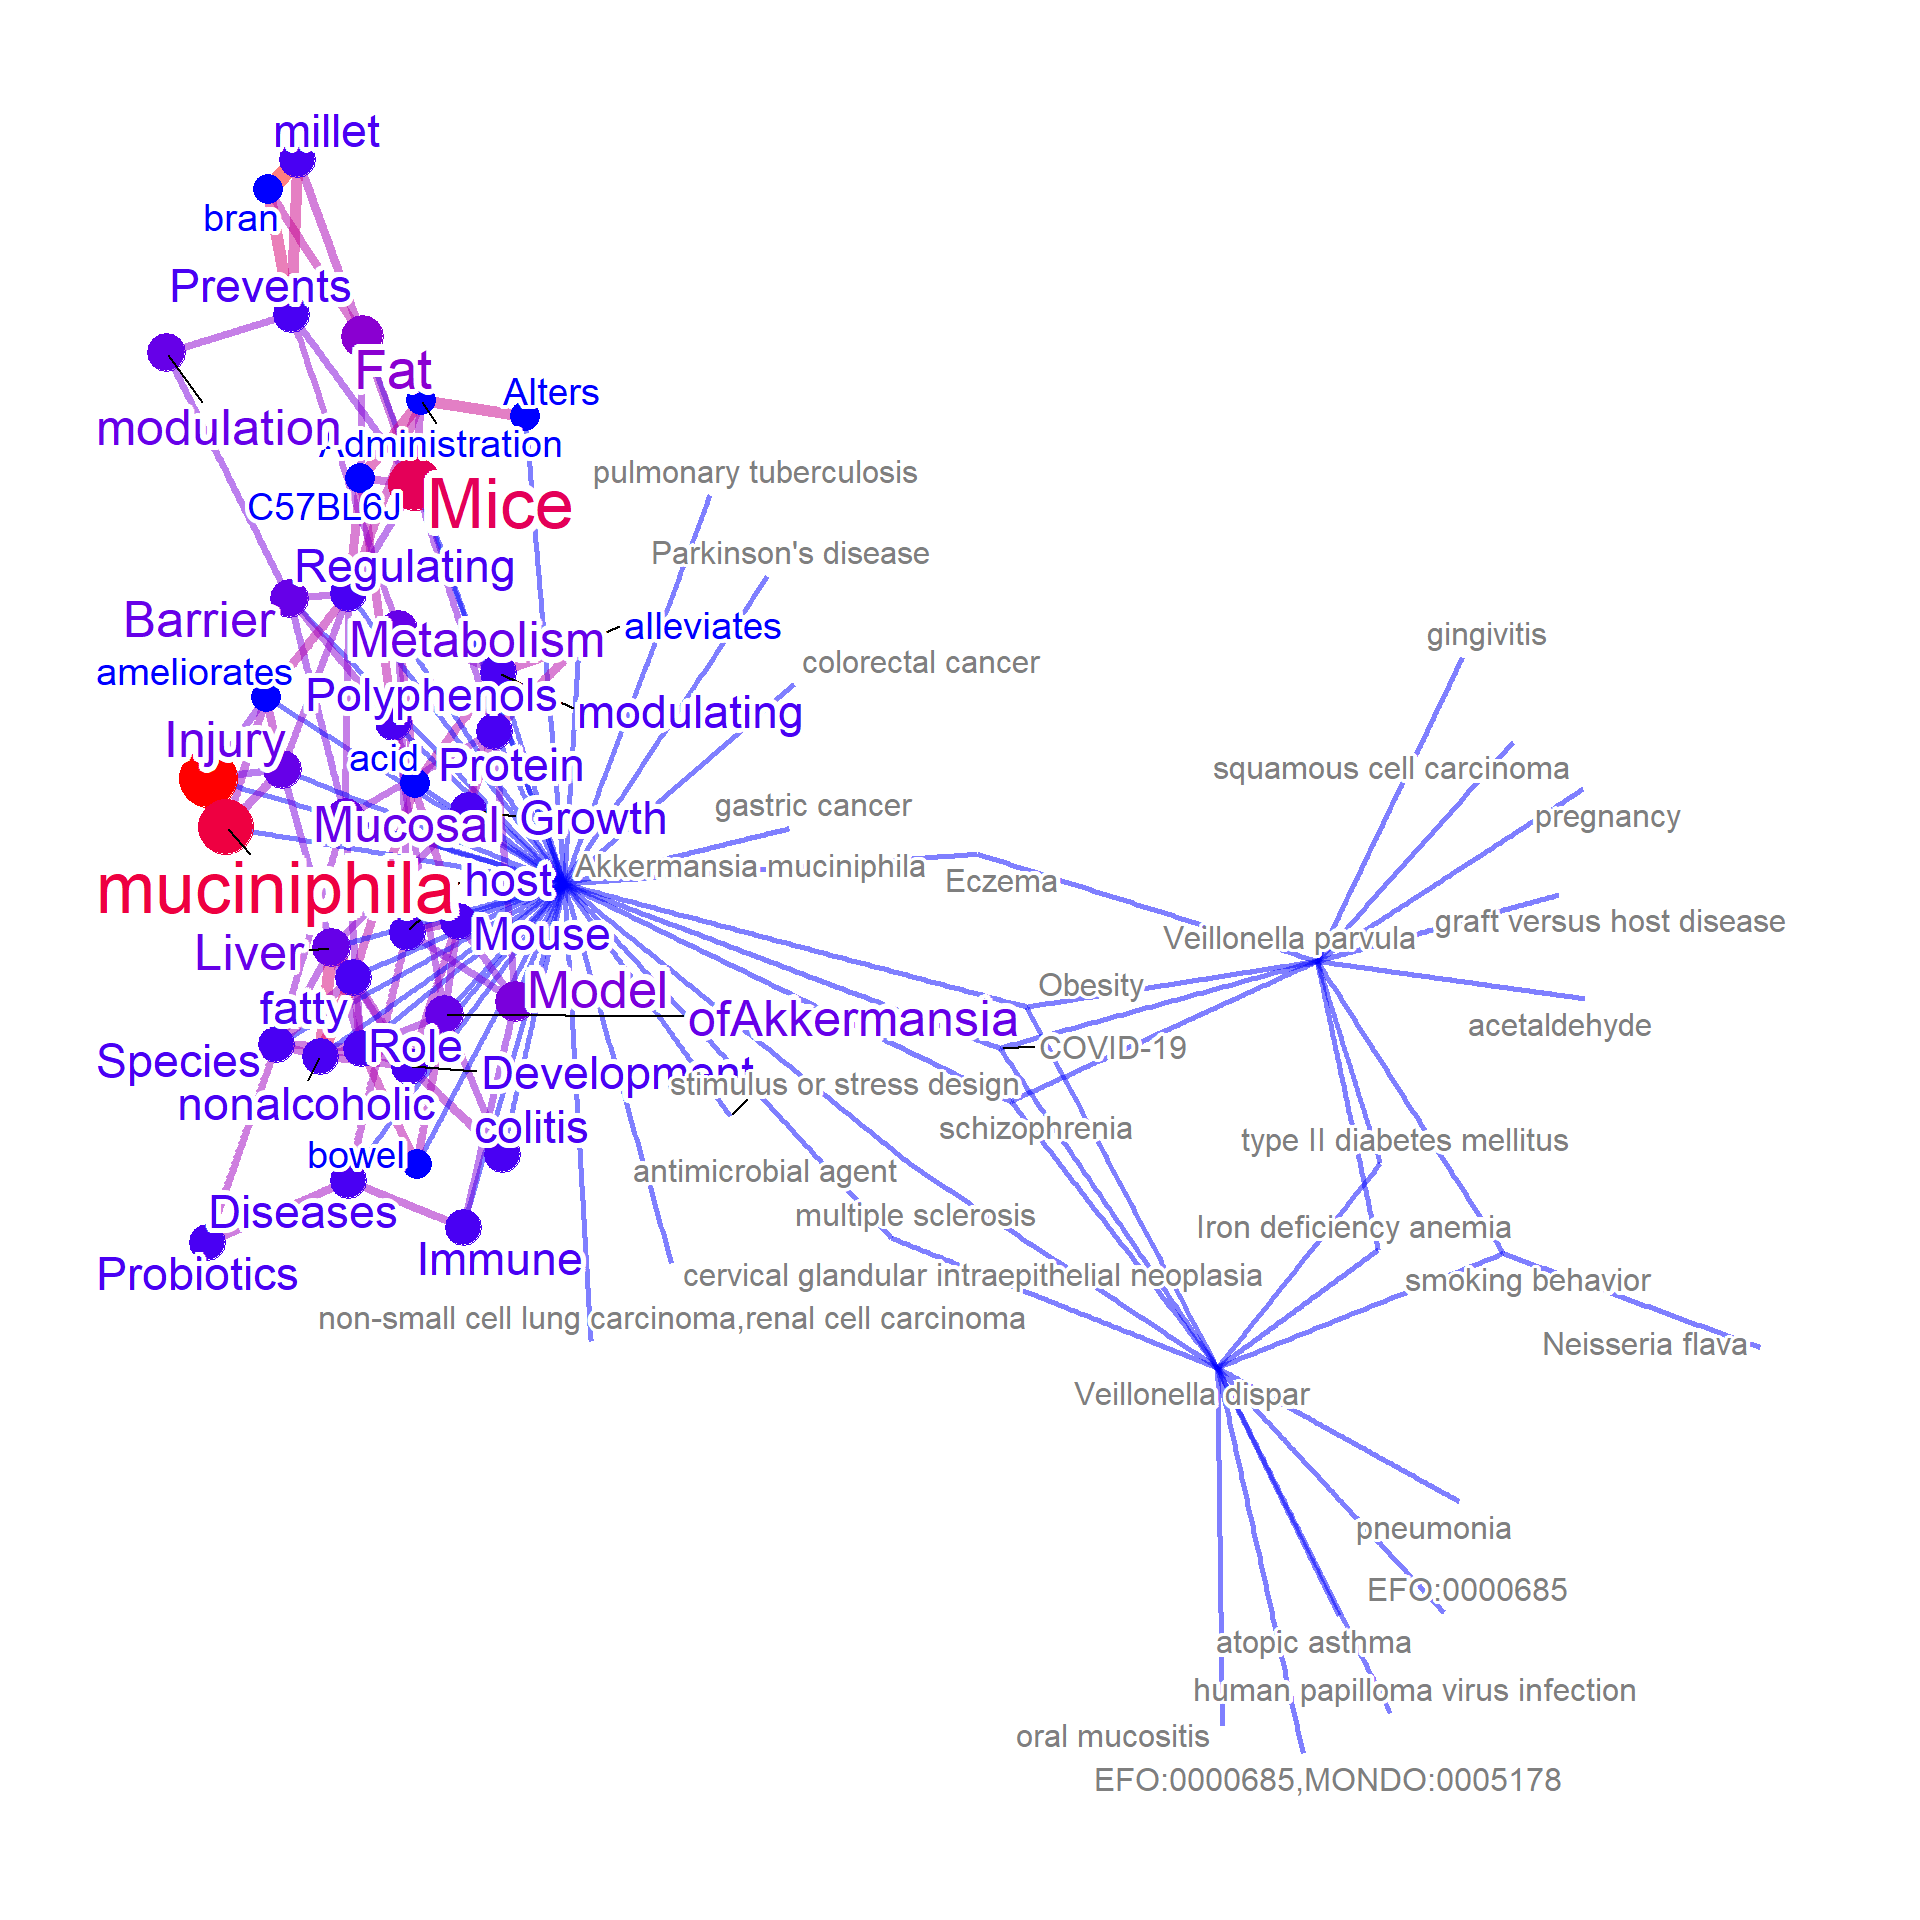 millet
bran
Prevents
Fat
Alters
modulation
Administration
pulmonary tuberculosis
C57BL6J
Mice
Parkinson's disease
Regulating
Barrier
alleviates
Metabolism
gingivitis
colorectal cancer
ameliorates
Polyphenols
modulating
Injury
acid
Protein
squamous cell carcinoma
gastric cancer
Mucosal
Growth
pregnancy
Akkermansia muciniphila
muciniphila
host
Eczema
graft versus host disease
Mouse
Veillonella parvula
Liver
Model
Obesity
fatty
ofAkkermansia
acetaldehyde
Species
Role
COVID-19
Development
stimulus or stress design
nonalcoholic
colitis
schizophrenia
type II diabetes mellitus
bowel
antimicrobial agent
Diseases
multiple sclerosis
Iron deficiency anemia
Immune
Probiotics
cervical glandular intraepithelial neoplasia
smoking behavior
non-small cell lung carcinoma,renal cell carcinoma
Neisseria flava
Veillonella dispar
pneumonia
EFO:0000685
atopic asthma
human papilloma virus infection
oral mucositis
EFO:0000685,MONDO:0005178